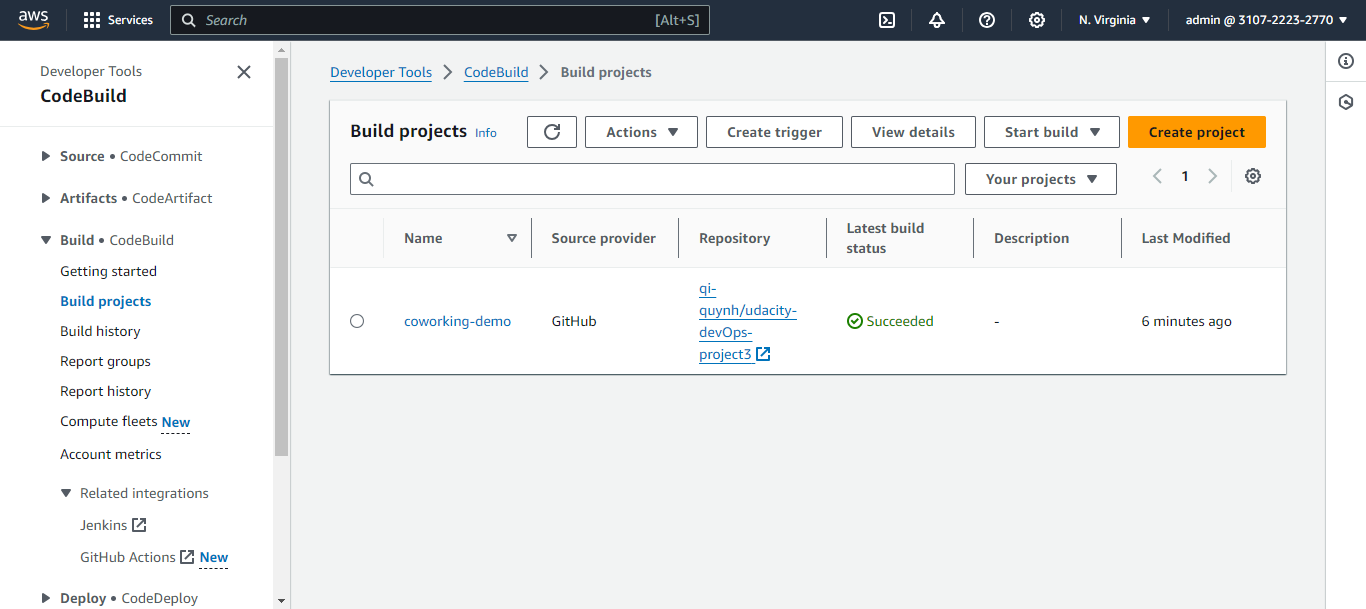 aws
Services
Search
[Alt+S]
N. Virginia
admin @ 3107-2223-2770
Developer Tools
CodeBuild
Source • CodeCommit
Artifacts • CodeArtifact
Build • CodeBuild
Getting started
Build projects
Build history
Report groups
Report history
Compute fleets New
Account metrics
Related integrations
Jenkins
GitHub Actions New
Deploy • CodeDeploy
Developer Tools
CodeBuild
Build projects
Build projects Info
Actions
Create trigger
View details
Start build
Create project
Your projects
1
Name
Source provider
Repository
Latest build
status
Description
Last Modified
coworking-demo
GitHub
qi-
quynh/udacity-
devOps-
project3
Succeeded
-
6 minutes ago